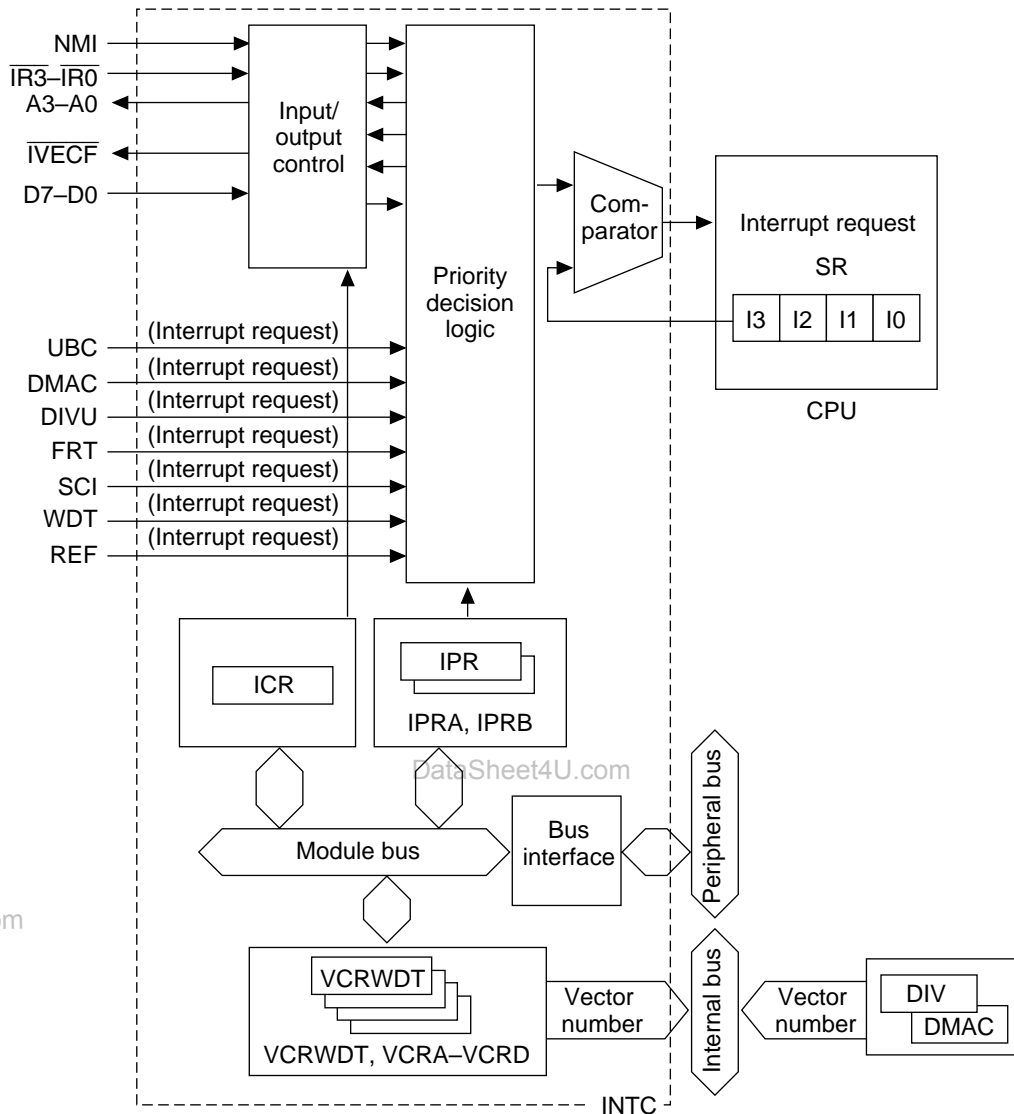 NMI
IR3–IR0
A3–A0
IVECF
D7–D0
Input/
output
control
Com-
parator
Interrupt request
SR
I3 I2 I1 I0
CPU
Priority
decision
logic
UBC (Interrupt request)
DMAC (Interrupt request)
DIVU (Interrupt request)
FRT (Interrupt request)
SCI (Interrupt request)
WDT (Interrupt request)
REF (Interrupt request)
ICR
IPR
IPRA, IPRB
DataSheet4U.com
Module bus
Bus
interface
Peripheral bus
om
VCRWDT
VCRWDT, VCRA–VCRD
Vector
number
Internal bus
Vector
number
DIV
DMAC
INTC